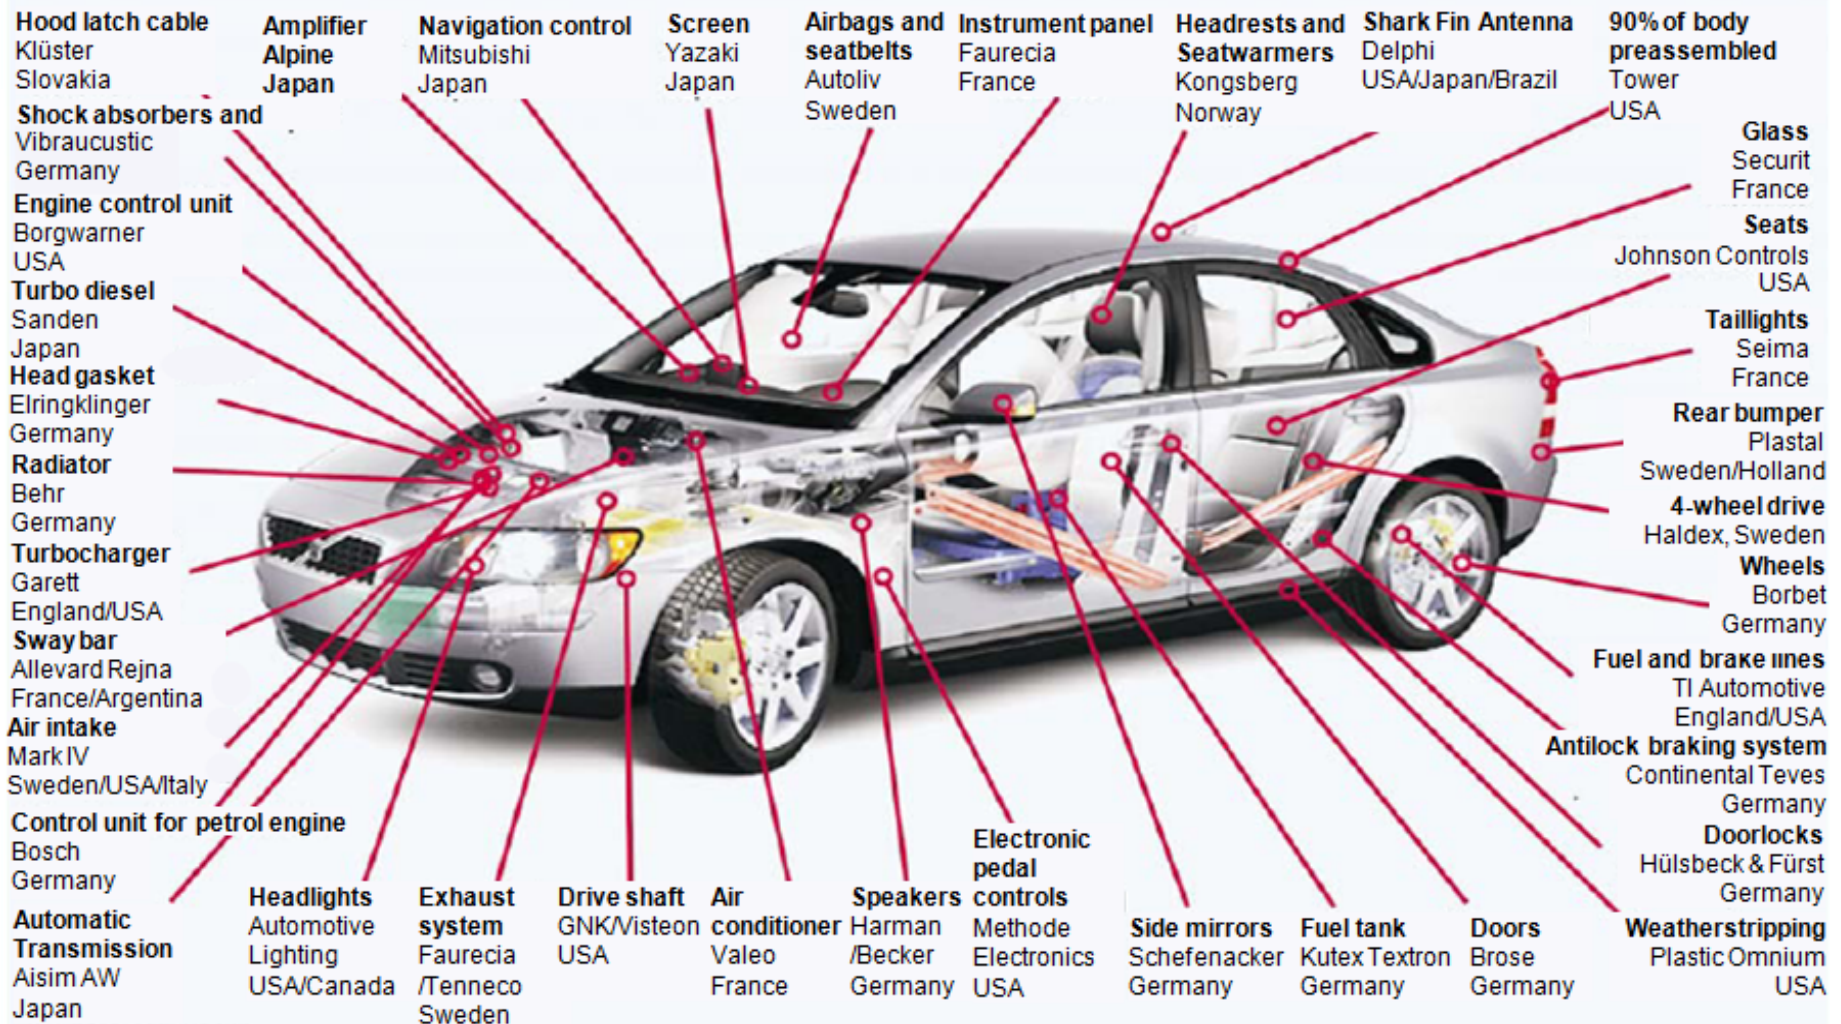 Hood latch cable
Klüster
Slovakia
Amplifier
Alpine
Japan
Navigation control
Mitsubishi
Japan
Screen
Yazaki
Japan
Airbags and
seatbelts
Autoliv
Sweden
Instrument panel
Faurecia
France
Headrests and
Seatwarmers
Kongsberg
Norway
Shark Fin Antenna
Delphi
USA/Japan/Brazil
90% of body
preassembled
Tower
USA
Shock absorbers and
Vibraucustic
Germany
Engine control unit
Borgwarner
USA
Turbo diesel
Sanden
Japan
Head gasket
Elringklinger
Germany
Radiator
Behr
Germany
Turbocharger
Garett
England/USA
Sway bar
Allevard Rejna
France/Argentina
Air intake
Mark IV
Sweden/USA/Italy
Control unit for petrol engine
Bosch
Germany
Automatic
Transmission
Aisim AW
Japan
Glass
Securit
France
Seats
Johnson Controls
USA
Taillights
Seima
France
Rear bumper
Plastal
Sweden/Holland
4-wheel drive
Haldex, Sweden
Wheels
Borbet
Germany
Fuel and brake lines
TI Automotive
England/USA
Antilock braking system
Continental Teves
Germany
Doorlocks
Hülsbeck & Fürst
Germany
Weatherstripping
Plastic Omnium
USA
Headlights
Automotive
Lighting
USA/Canada
Exhaust
system
Faurecia
/Tenneco
Sweden
Drive shaft
GNK/Visteon
USA
Air
conditioner
Valeo
France
Speakers
Harman
/Becker
Germany
Electronic
pedal
controls
Methode
Electronics
USA
Side mirrors
Schefenacker
Germany
Fuel tank
Kutex Textron
Germany
Doors
Brose
Germany